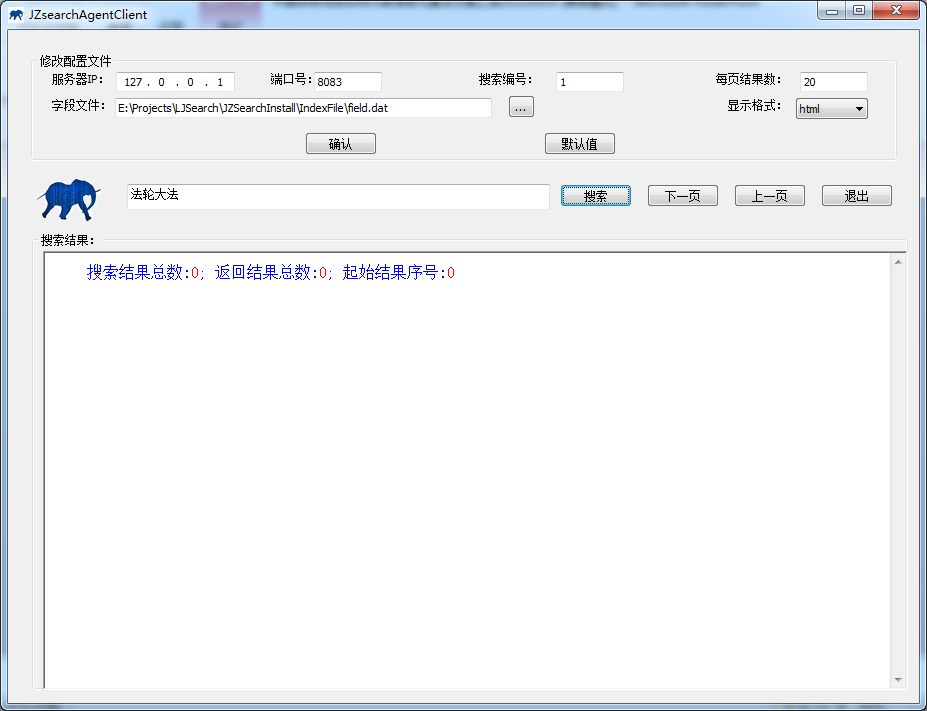 JZsearchAgentClient
修改配置文件
服务器IP: 127 . 0 . 0 . 1 端口号: 8083 搜索编号: 1 每页结果数: 20
字段文件: E:\Projects\LJSearch\JZSearchInstall\IndexFile\field.dat ... 显示格式: html
确认 默认值
法轮大法 搜索 下一页 上一页 退出
搜索结果:
搜索结果总数:0; 返回结果总数:0; 起始结果序号:0